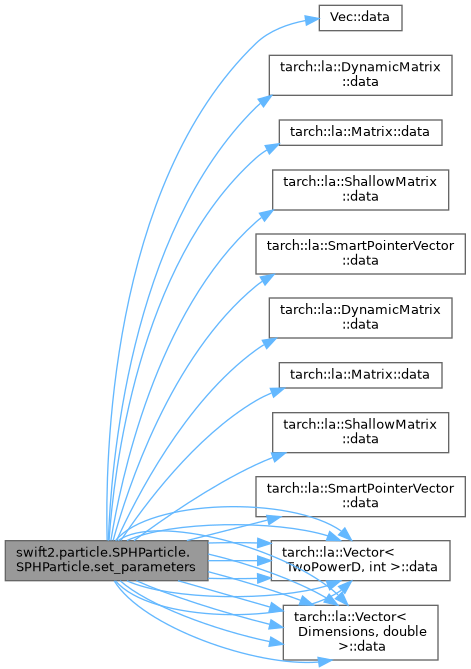 Vec::data
tarch::la::DynamicMatrix
::data
tarch::la::Matrix::data
tarch::la::ShallowMatrix
::data
tarch::la::SmartPointerVector
::data
tarch::la::DynamicMatrix
::data
tarch::la::Matrix::data
tarch::la::ShallowMatrix
::data
tarch::la::SmartPointerVector
::data
swift2.particle.SPHParticle.
SPHParticle.set_parameters
tarch::la::Vector<
TwoPowerD, int >::data
tarch::la::Vector<
Dimensions, double
>::data